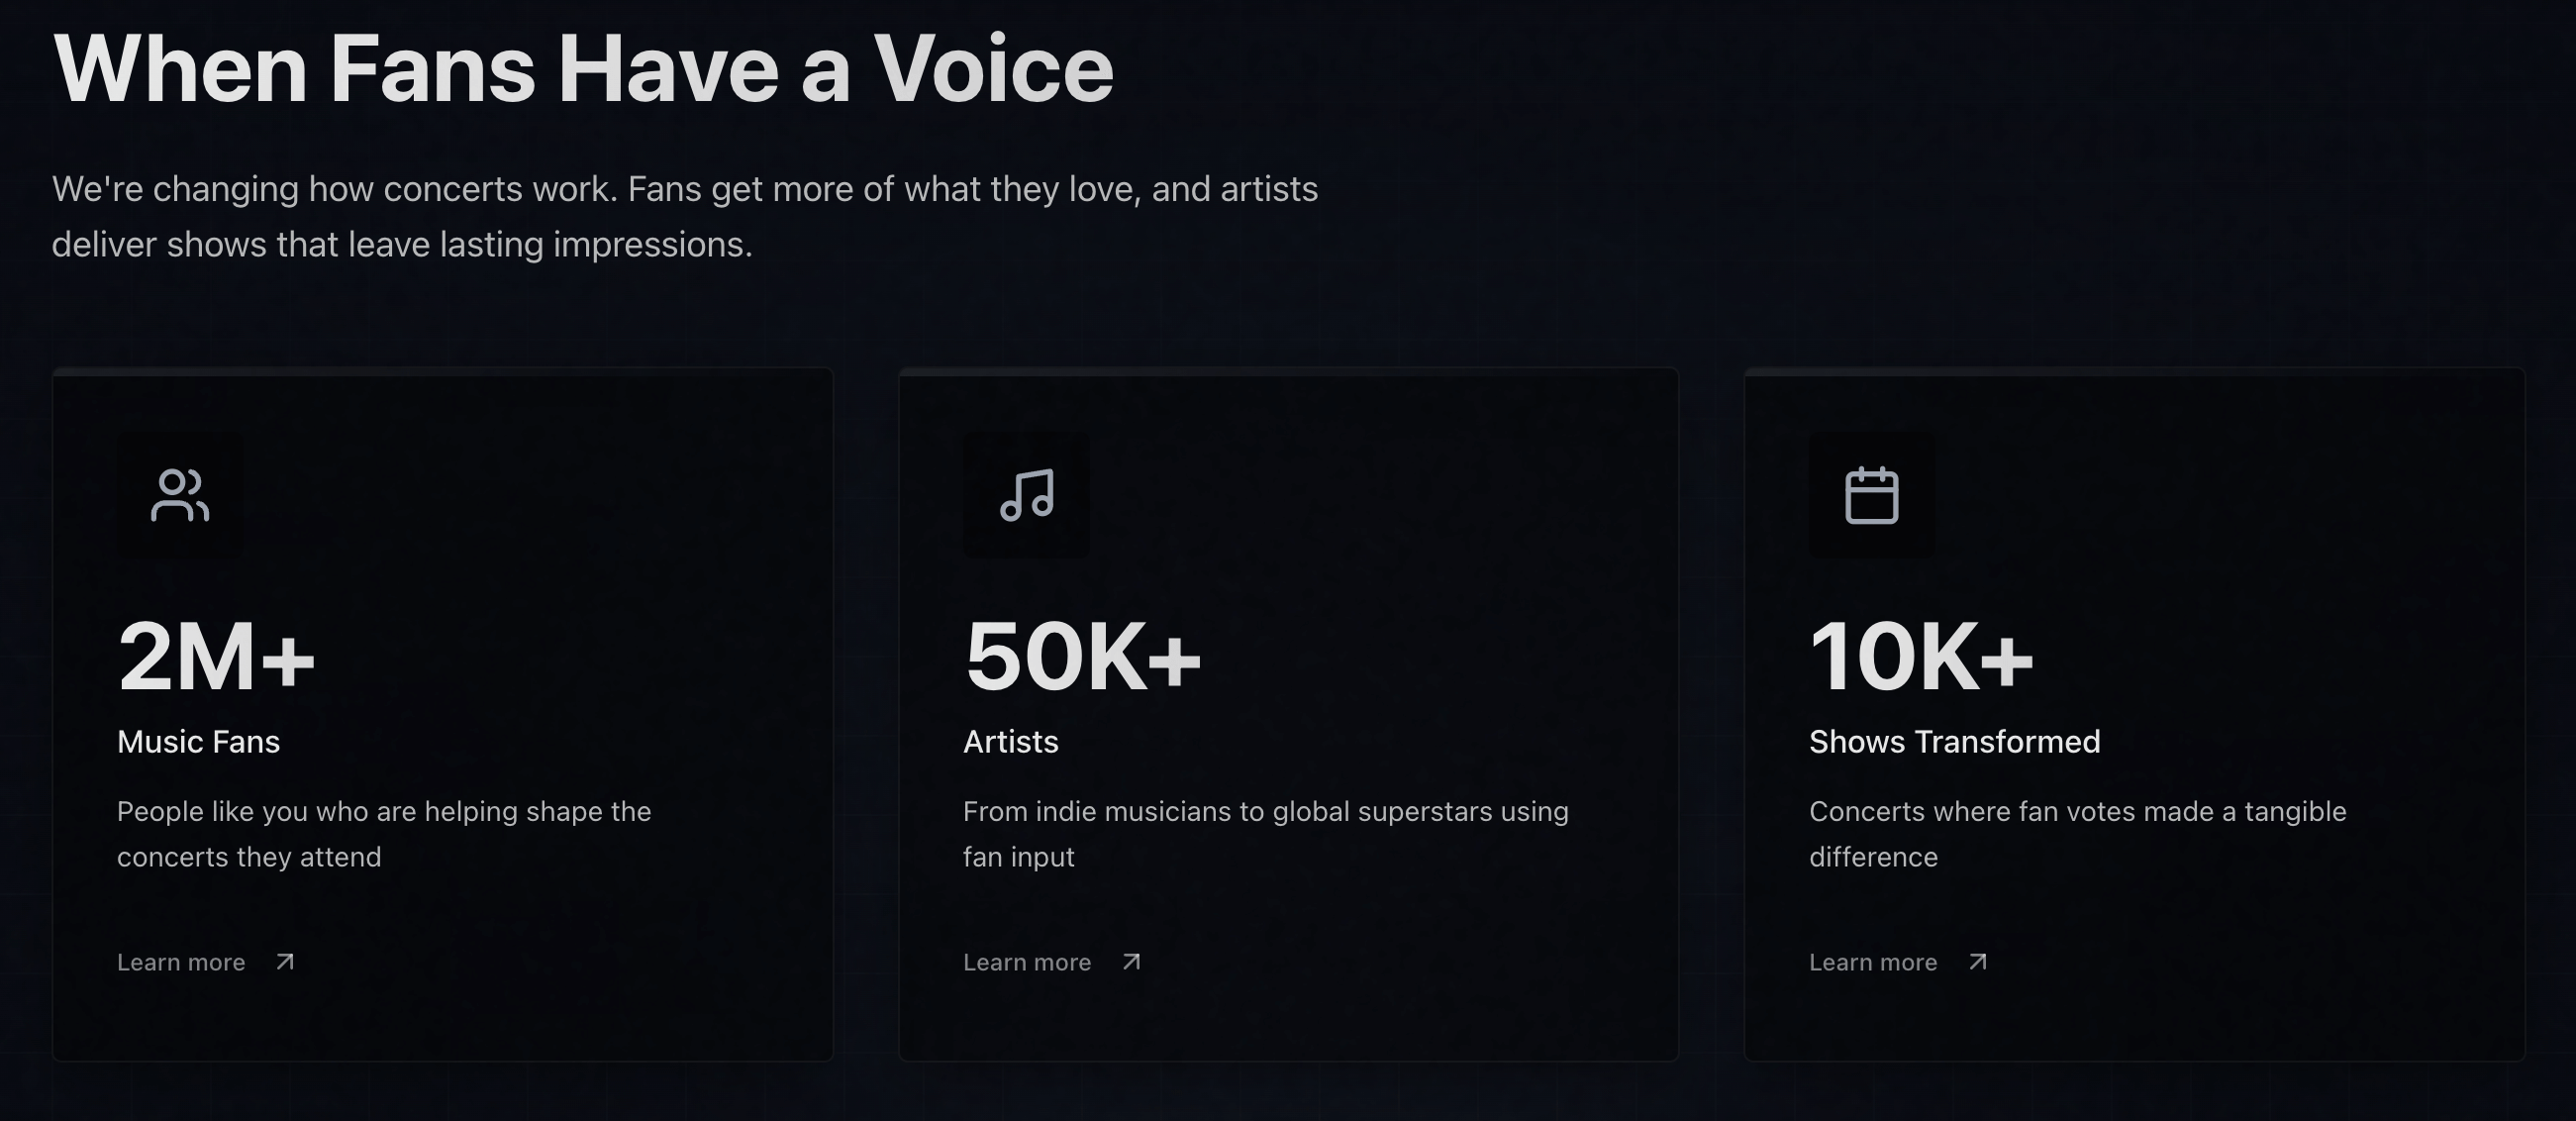 When Fans Have a Voice
We're changing how concerts work. Fans get more of what they love, and artists
deliver shows that leave lasting impressions.
2M+
Music Fans
People like you who are helping shape the
concerts they attend
Learn more
50K+
Artists
From indie musicians to global superstars using
fan input
Learn more
10K+
Shows Transformed
Concerts where fan votes made a tangible
difference
Learn more